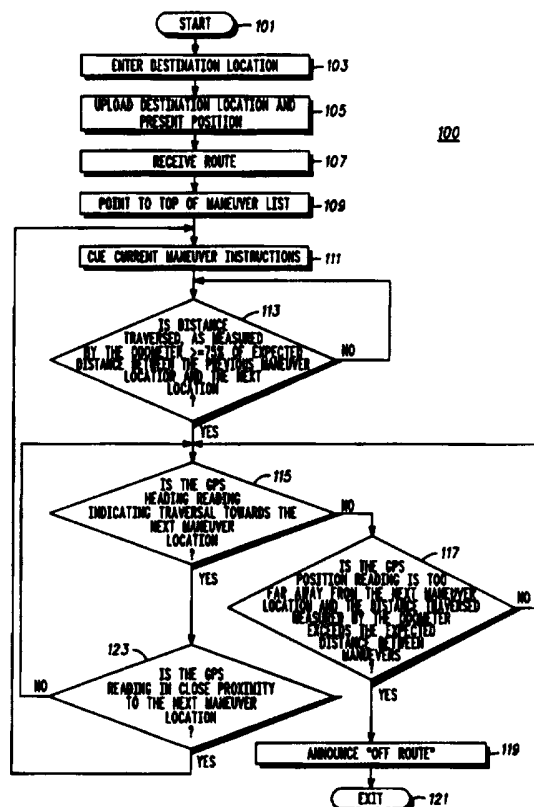 START
101
ENTER DESTINATION LOCATION
103
UPLOAD DESTINATION LOCATION AND
PRESENT POSITION
105
100
RECEIVE ROUTE
107
POINT TO TOP OF MANEUVER LIST
109
CUE CURRENT MANEUVER INSTRUCTIONS
111
113
IS DISTANCE
TRAVERSED, AS MEASURED
BY THE ODOMETER >=75% OF EXPECTED
DISTANCE BETWEEN THE PREVIOUS MANEUVER
LOCATION AND THE NEXT
LOCATION
?
NO
YES
115
IS THE GPS
HEADING READING
INDICATING TRAVERSAL TOWARDS THE
NEXT MANEUVER
LOCATION
?
NO
YES
117
IS THE GPS
POSITION READING IS TOO
FAR AWAY FROM THE NEXT MANEUVER
LOCATION AND THE DISTANCE TRAVERSED
MEASURED BY THE ODOMETER
EXCEEDS THE EXPECTED
DISTANCE BETWEEN
MANEUVERS
?
NO
YES
123
IS THE GPS
READING IN CLOSE PROXIMITY
TO THE NEXT MANEUVER
LOCATION
?
NO
YES
ANNOUNCE "OFF ROUTE"
119
EXIT
121